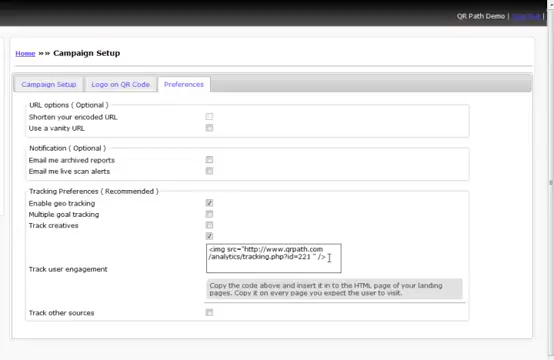 QR Path Demo |
Home »» Campaign Setup
Campaign Setup
Logo on QR Code
Preferences
URL options ( Optional )
Shorten your encoded URL
Use a vanity URL
Notification ( Optional )
Email me archived reports
Email me live scan alerts
Tracking Preferences ( Recommended )
Enable geo tracking
Multiple goal tracking
Track creatives
<img src="http://www.qrpath.com
/analytics/tracking.php?id=221 " />
Track user engagement
Copy the code above and insert it in to the HTML page of your landing
pages. Copy it on every page you expect the user to visit.
Track other sources